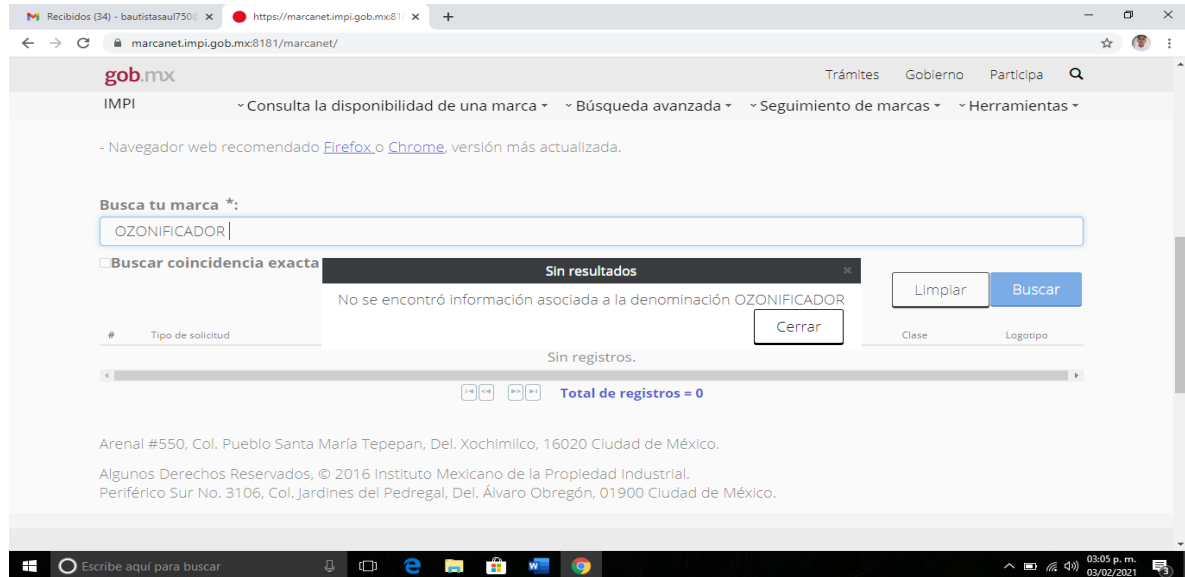 Recibidos (34) - bautistasaul750
https://marcanet.impi.gob.mx:81
marcanet.impi.gob.mx:8181/marcanet/
gob.mx
Trámites Gobierno Participa
IMPI Consulta la disponibilidad de una marca Búsqueda avanzada Seguimiento de marcas Herramientas
- Navegador web recomendado Firefox o Chrome, versión más actualizada.
Busca tu marca *:
OZONIFICADOR
Buscar coincidencia exacta
Sin resultados
No se encontró información asociada a la denominación OZONIFICADOR
Cerrar
Limpiar Buscar
# Tipo de solicitud Clase Logotipo
Sin registros.
Total de registros = 0
Arenal #550, Col. Pueblo Santa María Tepepan, Del. Xochimilco, 16020 Ciudad de México.
Algunos Derechos Reservados, © 2016 Instituto Mexicano de la Propiedad Industrial.
Periférico Sur No. 3106, Col. Jardines del Pedregal, Del. Álvaro Obregón, 01900 Ciudad de México.
Escribe aquí para buscar
03:05 p. m.
03/02/2021